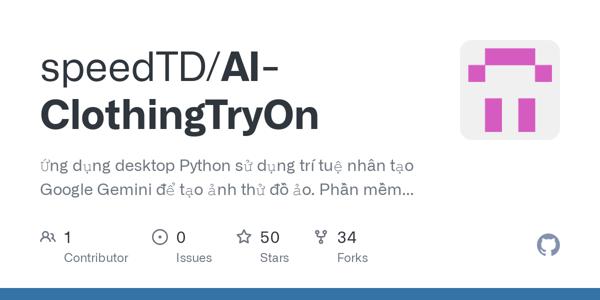 speedTD/AI-
ClothingTryOn
Ứng dụng desktop Python sử dụng trí tuệ nhân tạo
Google Gemini để tạo ảnh thử đồ ảo. Phần mềm...
1 0 50 34
Contributor Issues Stars Forks